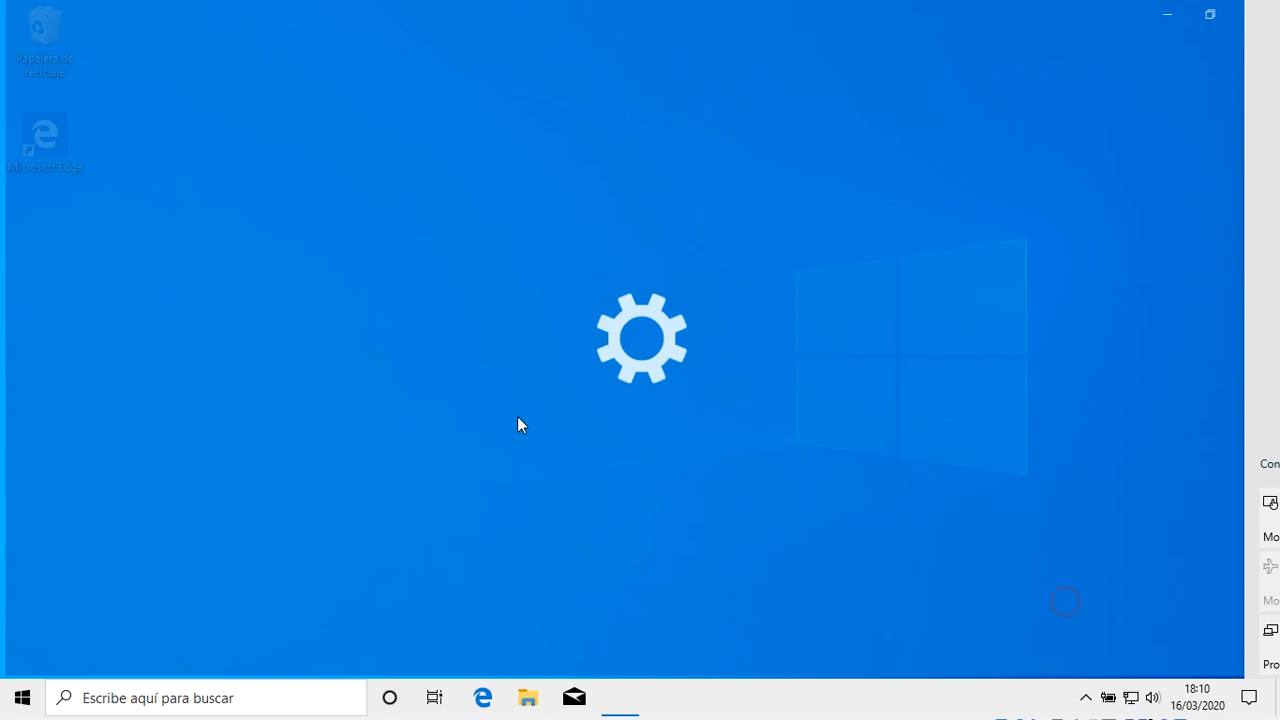 Papelera de
reciclaje
Microsoft Edge
Con
Mo
Mo
Pro
Escribe aquí para buscar
18:10
16/03/2020